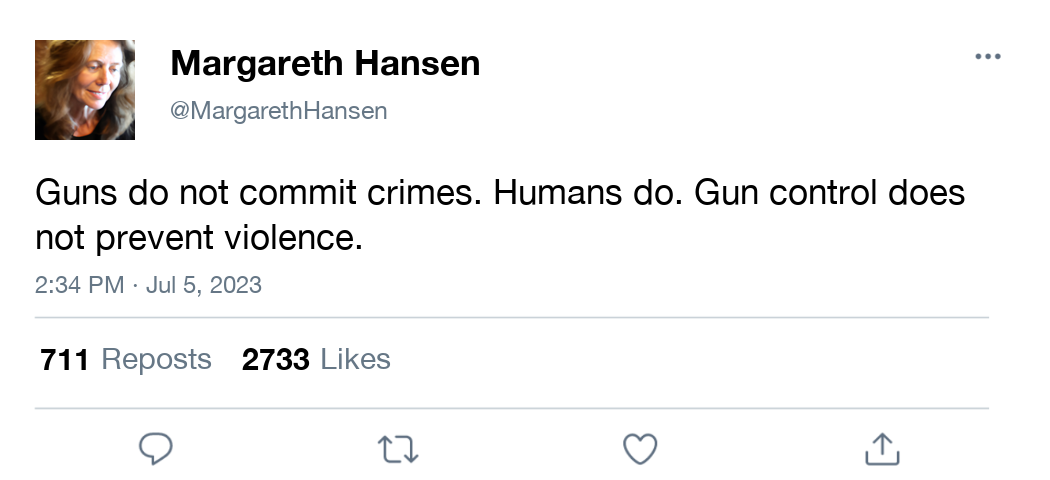 Margareth Hansen
@MargarethHansen
Guns do not commit crimes. Humans do. Gun control does
not prevent violence.
2:34 PM · Jul 5, 2023
711 Reposts 2733 Likes